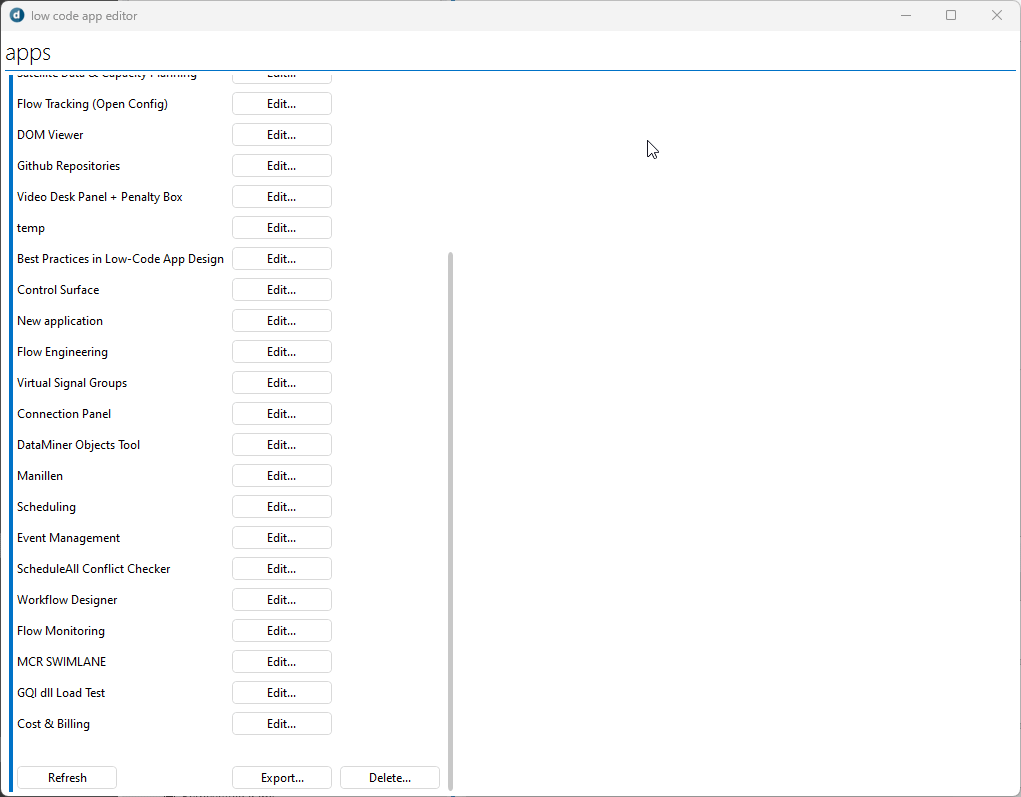 low code app editor
apps
Satellite Data & Capacity Planning Edit...
Flow Tracking (Open Config) Edit...
DOM Viewer Edit...
Github Repositories Edit...
Video Desk Panel + Penalty Box Edit...
temp Edit...
Best Practices in Low-Code App Design Edit...
Control Surface Edit...
New application Edit...
Flow Engineering Edit...
Virtual Signal Groups Edit...
Connection Panel Edit...
DataMiner Objects Tool Edit...
Manillen Edit...
Scheduling Edit...
Event Management Edit...
ScheduleAll Conflict Checker Edit...
Workflow Designer Edit...
Flow Monitoring Edit...
MCR SWIMLANE Edit...
GQI dll Load Test Edit...
Cost & Billing Edit...
Refresh Export... Delete...